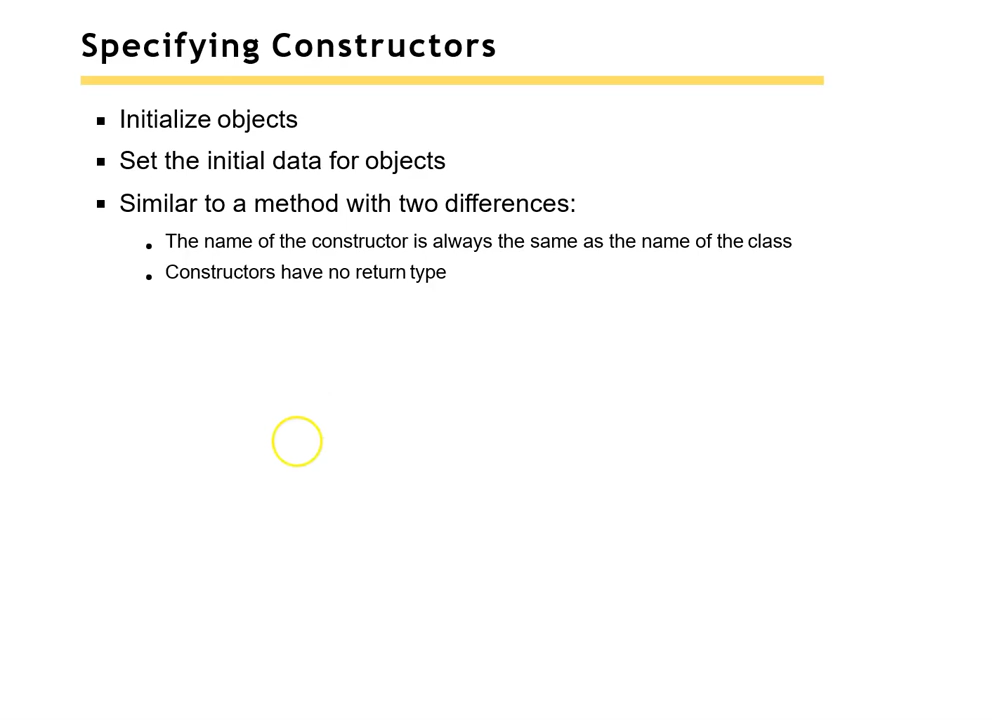 Specifying Constructors
Initialize objects
Set the initial data for objects
Similar to a method with two differences:
The name of the constructor is always the same as the name of the class
Constructors have no return type